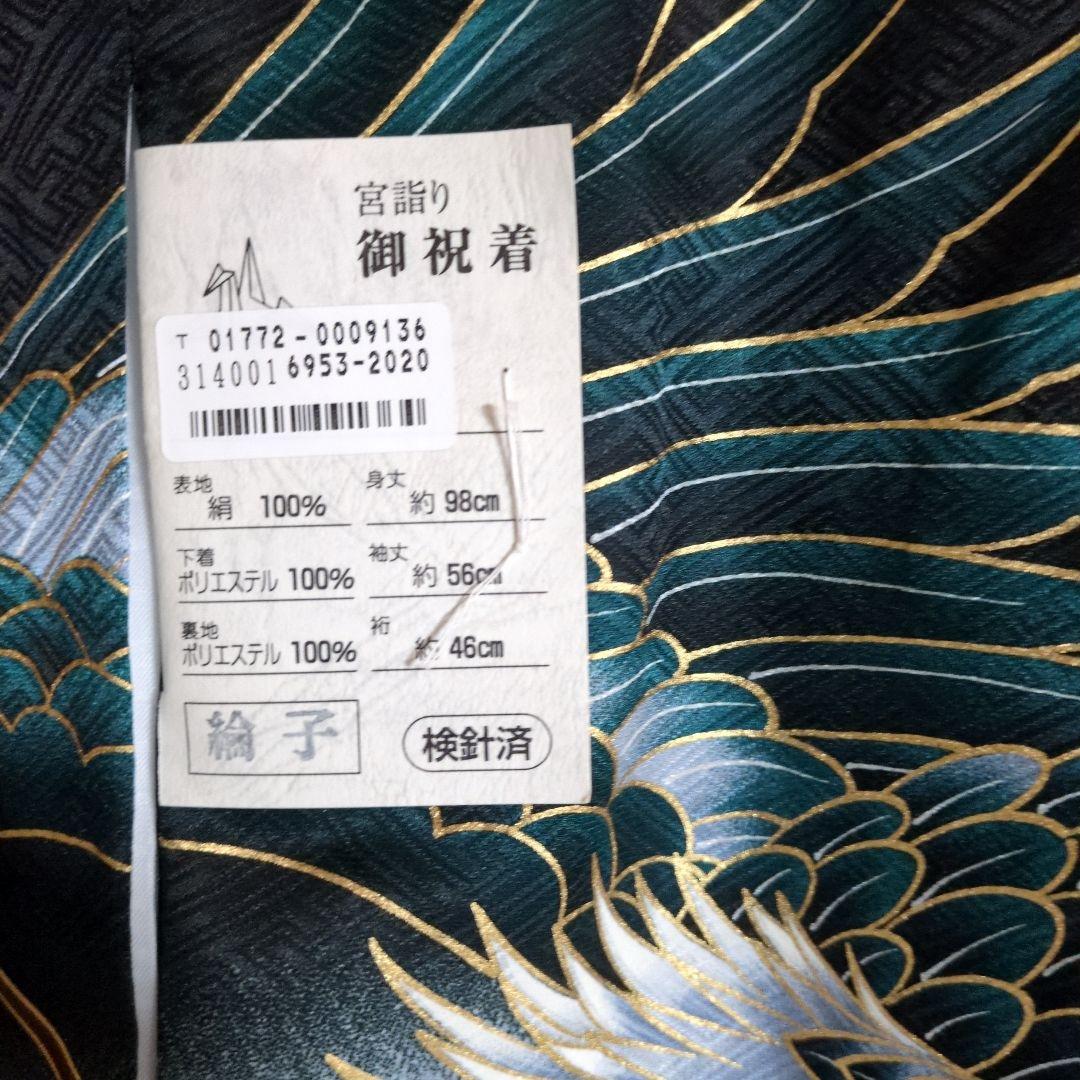 宮詣り
御祝着
T 01772-0009136
3140016953-2020
表地
絹 100%
身丈
約 98cm
下着
ポリエステル 100%
袖丈
約 56cm
裏地
ポリエステル 100%
裄
約 46cm
綸子
検針済